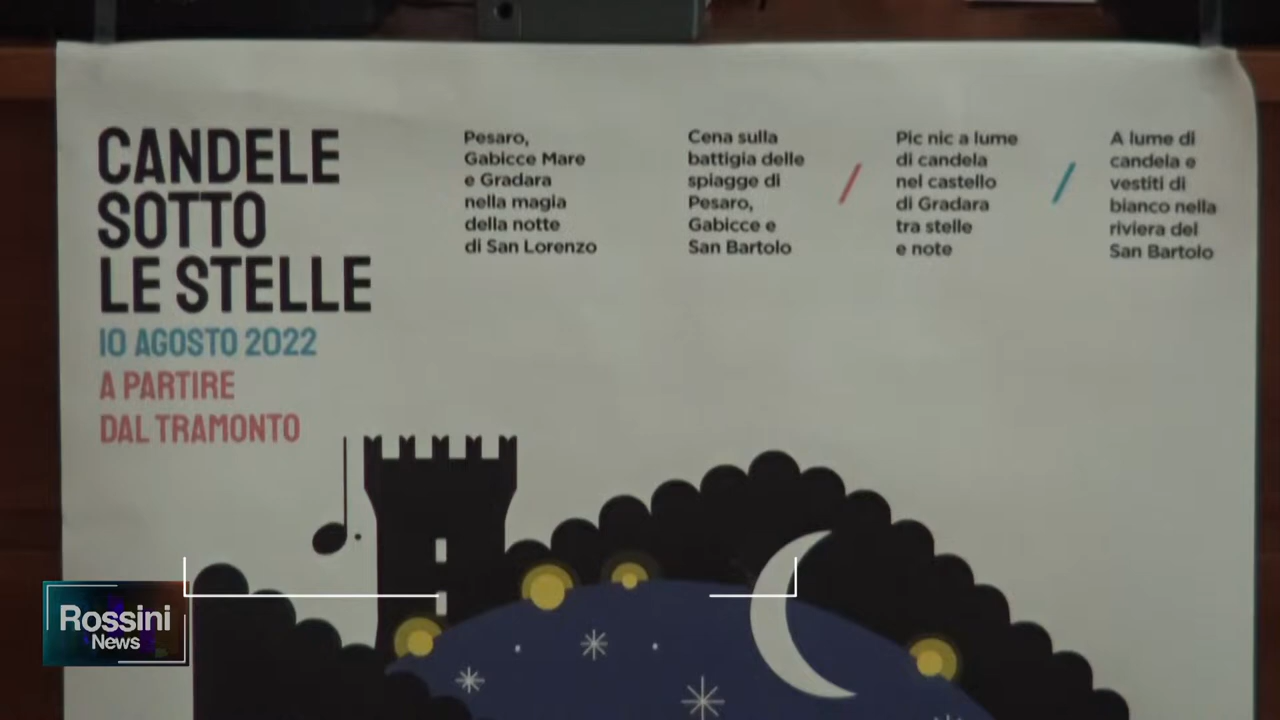 CANDELE
SOTTO
LE STELLE
10 AGOSTO 2022
A PARTIRE
DAL TRAMONTO
Pesaro,
Gabicce Mare
e Gradara
nella magia
della notte
di San Lorenzo
Cena sulla
battigia delle
spiagge di
Pesaro,
Gabicce e
San Bartolo
/
Pic nic a lume
di candela
nel castello
di Gradara
tra stelle
e note
/
A lume di
candela e
vestiti di
bianco nella
riviera del
San Bartolo
Rossini
News